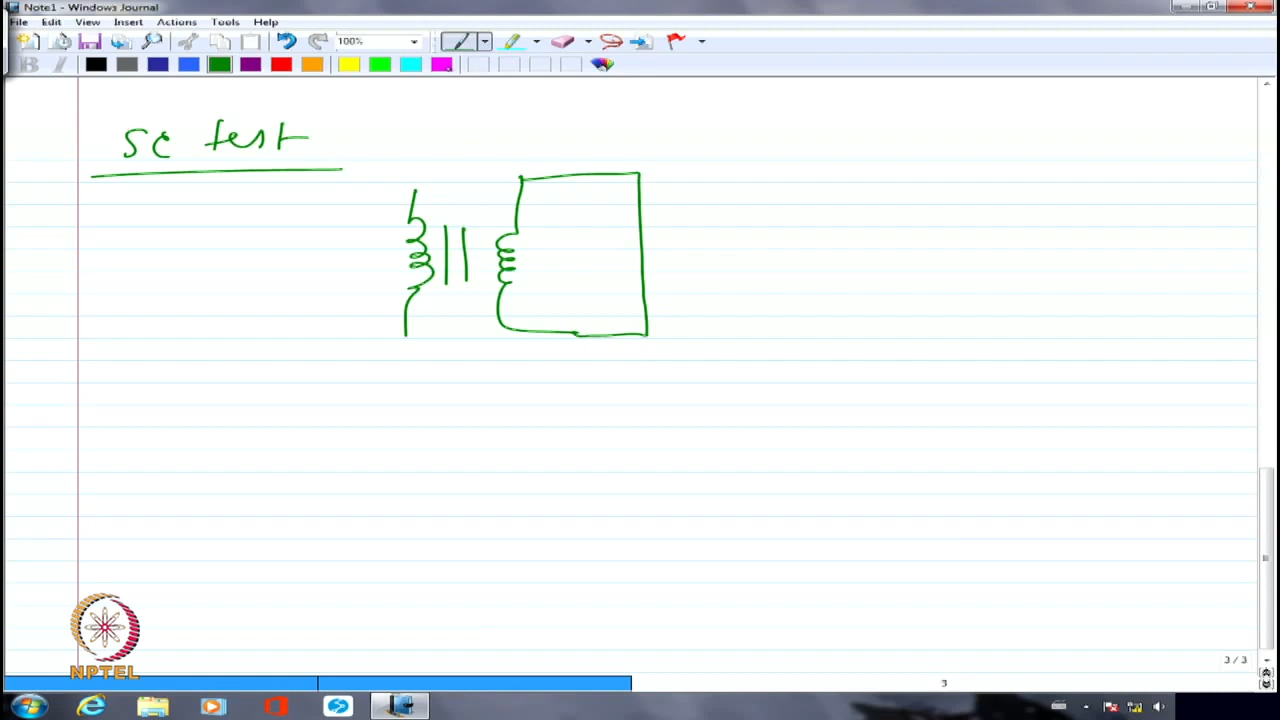 Note1 - Windows Journal
File Edit View Insert Actions Tools Help
100%
B I
SC test
NPTEL
3 / 3
3